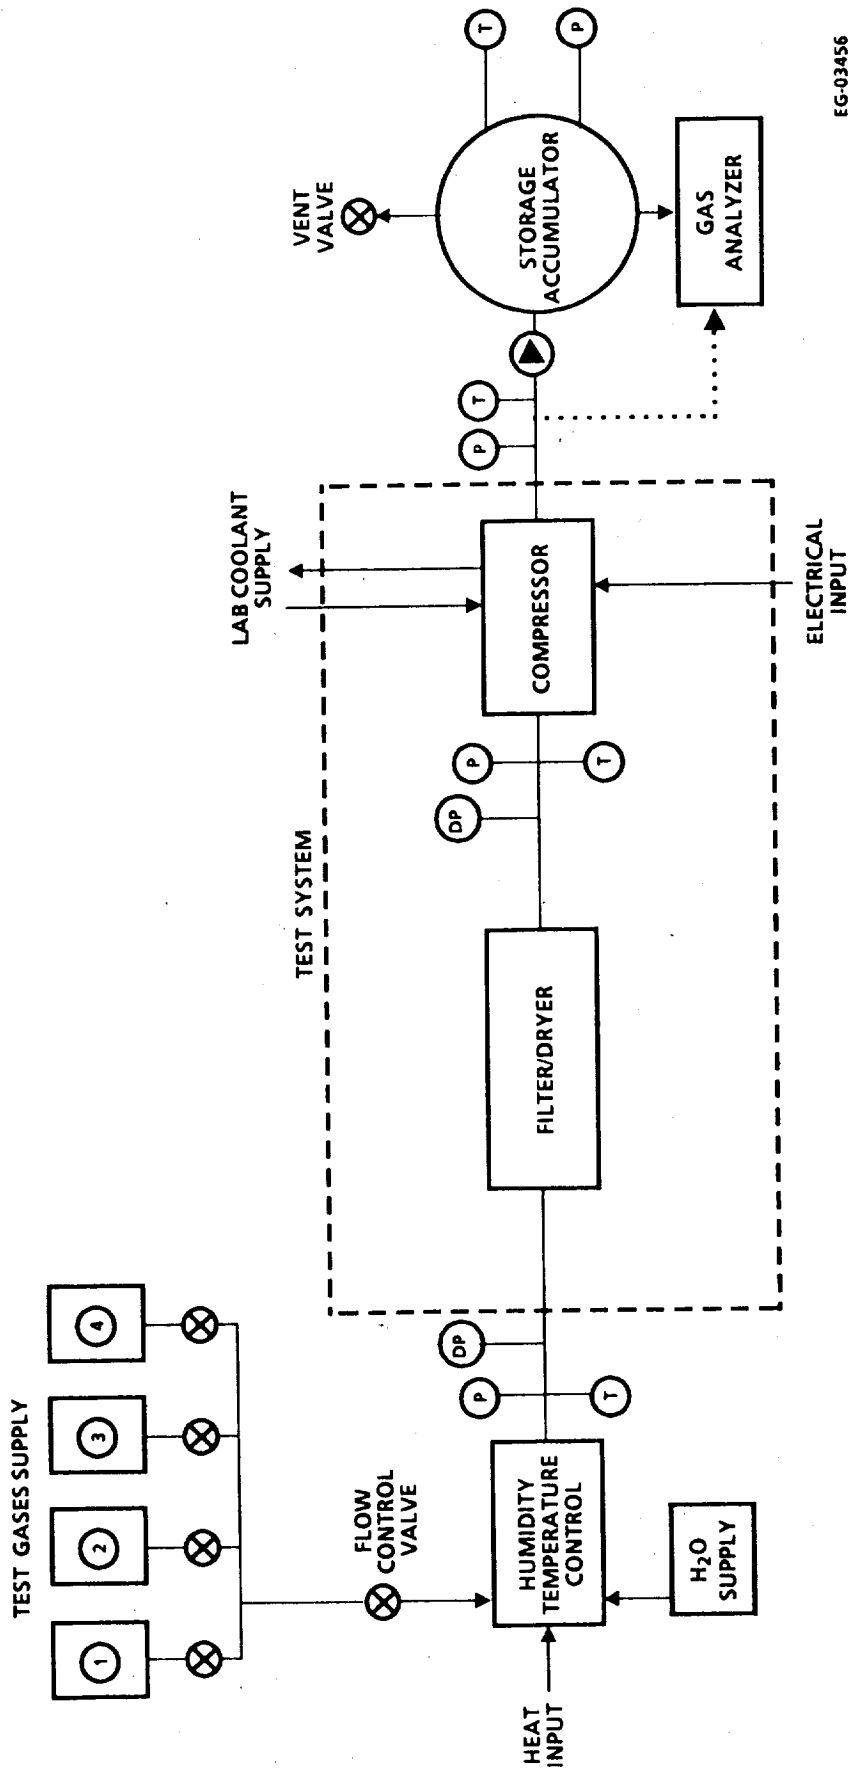 TEST GASES SUPPLY
1
2
3
4
FLOW
CONTROL
VALVE
HEAT
INPUT
HUMIDITY
TEMPERATURE
CONTROL
H₂O
SUPPLY
P
T
DP
TEST SYSTEM
FILTER/DRYER
DP
P
T
COMPRESSOR
LAB COOLANT
SUPPLY
ELECTRICAL
INPUT
P
T
VENT
VALVE
STORAGE
ACCUMULATOR
T
P
GAS
ANALYZER
EG-03456